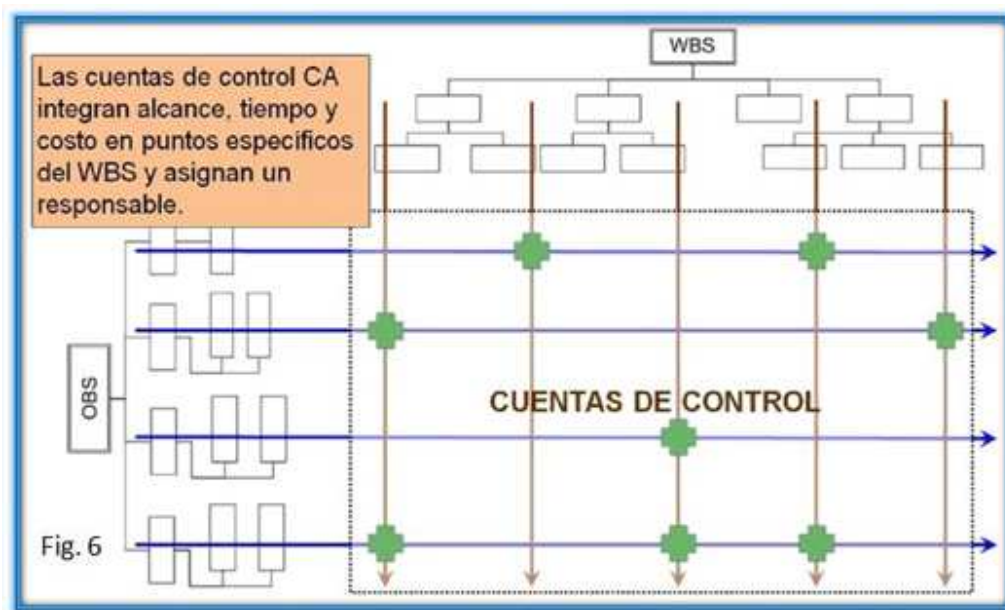 WBS
Las cuentas de control CA
integran alcance, tiempo y
costo en puntos específicos
del WBS y asignan un
responsable.
OBS
CUENTAS DE CONTROL
Fig. 6